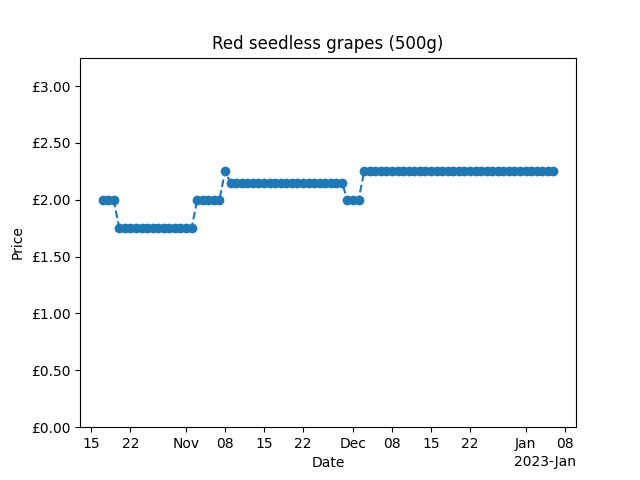 Red seedless grapes (500g)
£3.00
£2.50
£2.00
£1.50
£1.00
£0.50
£0.00
Price
15 22 Nov 08 15 22 Dec 08 15 22 Jan 08
2023-Jan
Date